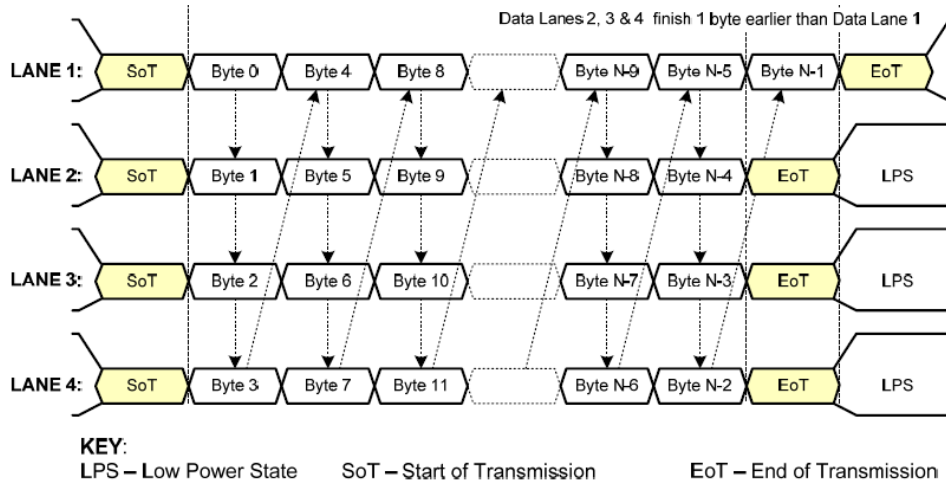 Data Lanes 2, 3 & 4 finish 1 byte earlier than Data Lane 1
LANE 1: SoT Byte 0 Byte 4 Byte 8 Byte N-9 Byte N-5 Byte N-1 EoT
LANE 2: SoT Byte 1 Byte 5 Byte 9 Byte N-8 Byte N-4 EoT LPS
LANE 3: SoT Byte 2 Byte 6 Byte 10 Byte N-7 Byte N-3 EoT LPS
LANE 4: SoT Byte 3 Byte 7 Byte 11 Byte N-6 Byte N-2 EoT LPS
KEY:
LPS – Low Power State SoT – Start of Transmission EoT – End of Transmission